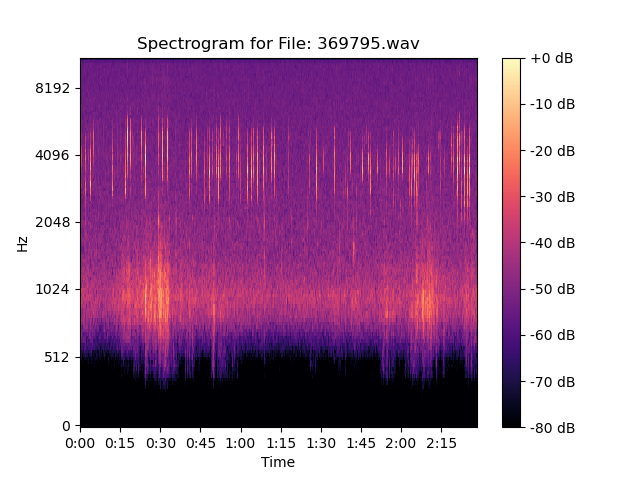 Spectrogram for File: 369795.wav
Hz
8192
4096
2048
1024
512
0
0:00 0:15 0:30 0:45 1:00 1:15 1:30 1:45 2:00 2:15
Time
+0 dB
-10 dB
-20 dB
-30 dB
-40 dB
-50 dB
-60 dB
-70 dB
-80 dB